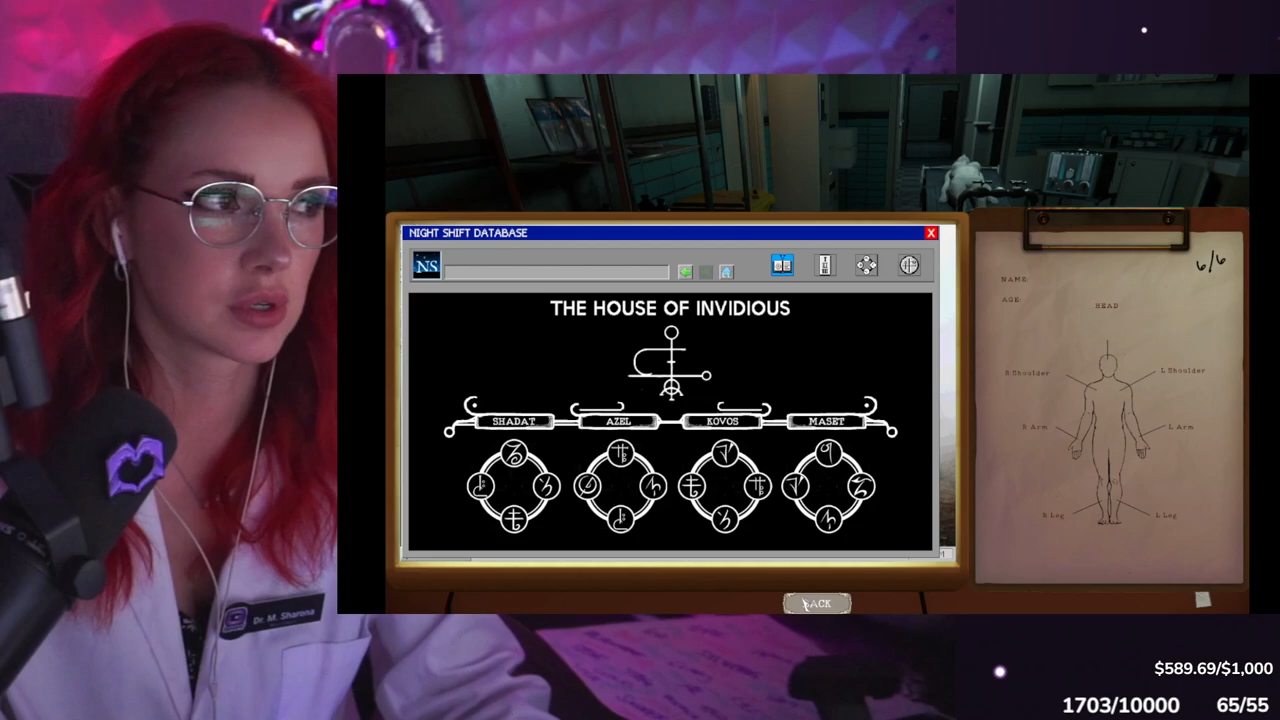 NIGHT SHIFT DATABASE
X
NS
THE HOUSE OF INVIDIOUS
SHADAT AZEL KOVOS MASET
6/6
NAME:
AGE:
HEAD
R Shoulder L Shoulder
R Arm L Arm
R Leg L Leg
BACK
Dr. M. Sharona
$589.69/$1,000
1703/10000 65/55